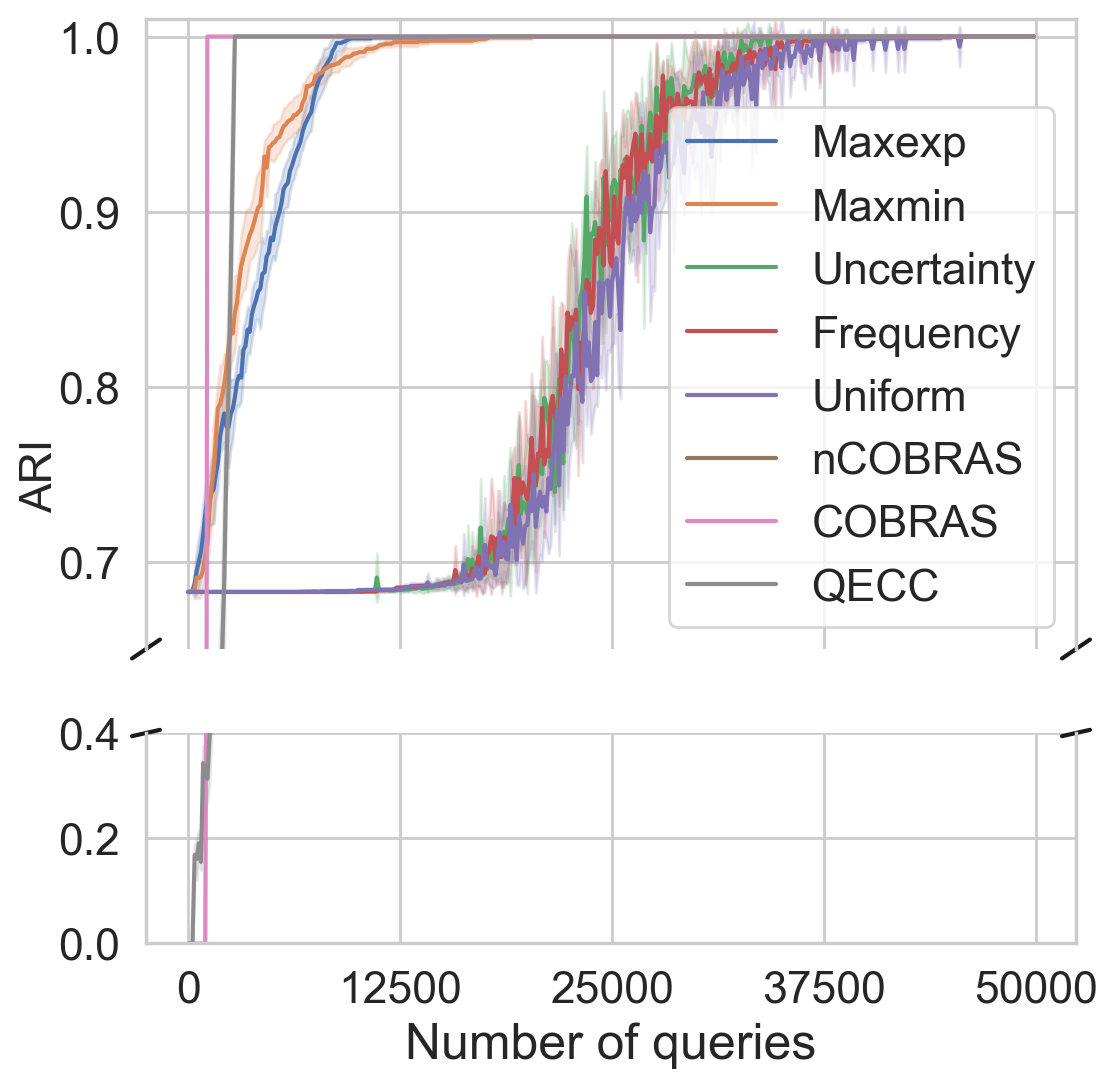 1.0
0.9
0.8
0.7
0.4
0.2
0.0
ARI
Maxexp
Maxmin
Uncertainty
Frequency
Uniform
nCOBRAS
COBRAS
QECC
0 12500 25000 37500 50000
Number of queries